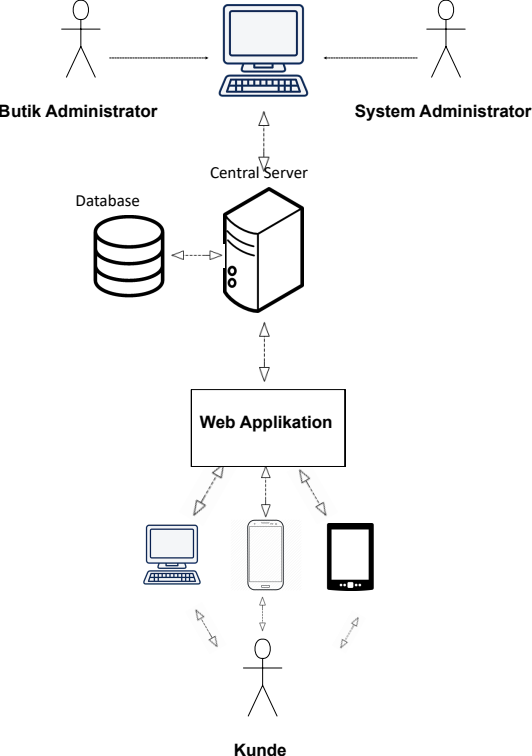 Butik Administrator
System Administrator
Central Server
Database
Web Applikation
Kunde